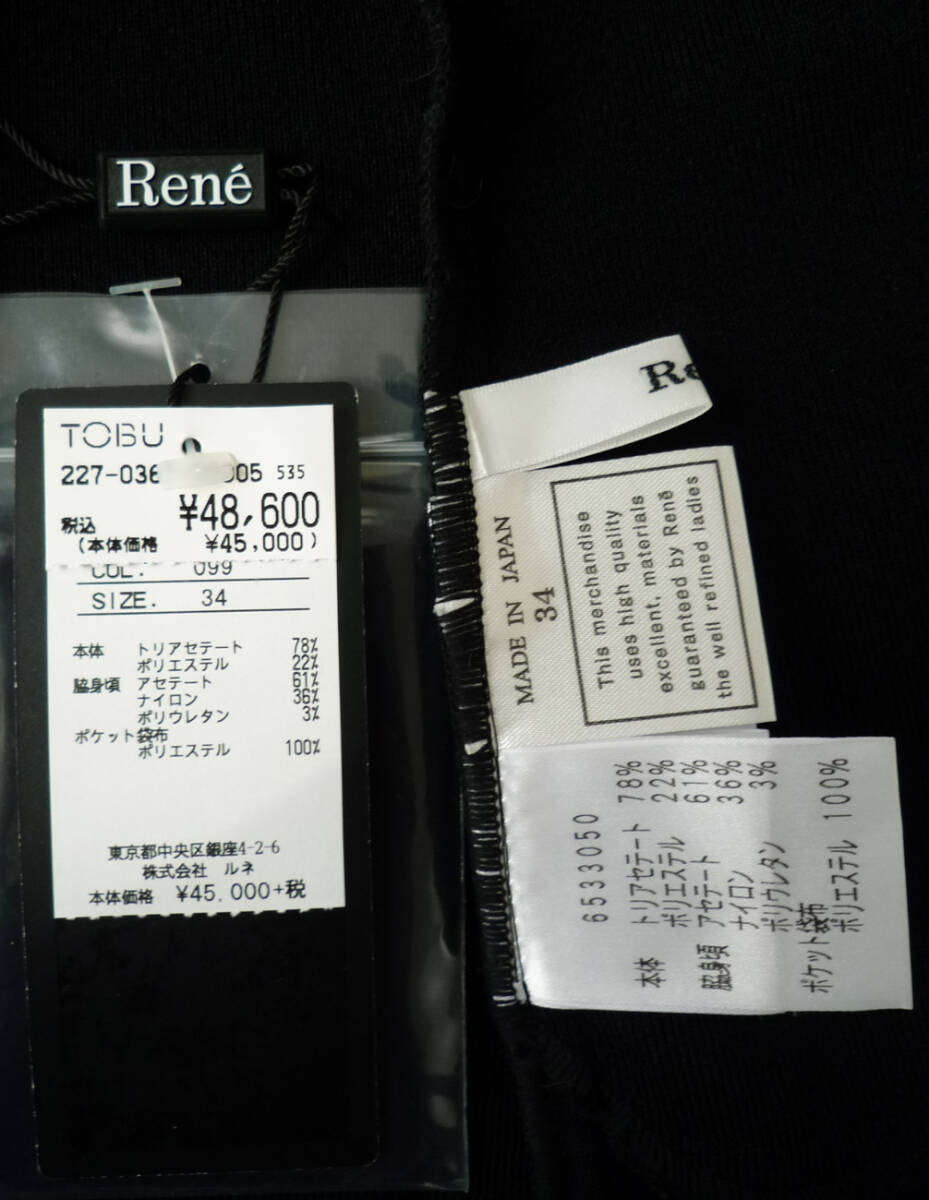 René
TOBU
227-036 005 535
税込 ¥48,600
(本体価格 ¥45,000)
COL. 099
SIZE. 34
本体 トリアセテート 78%
ポリエステル 22%
脇身頃 アセテート 61%
ナイロン 36%
ポリウレタン 3%
ポケット袋布
ポリエステル 100%
東京都中央区銀座4-2-6
株式会社 ルネ
本体価格 ¥45,000+税
MADE IN JAPAN
34
This merchandise
uses high quality
excellent, materials
guaranteed by René
the well refined ladies
6533050
本体 トリアセテート 78%
ポリエステル 22%
脇身頃 アセテート 61%
ナイロン 36%
ポリウレタン 3%
ポケット袋布
ポリエステル 100%